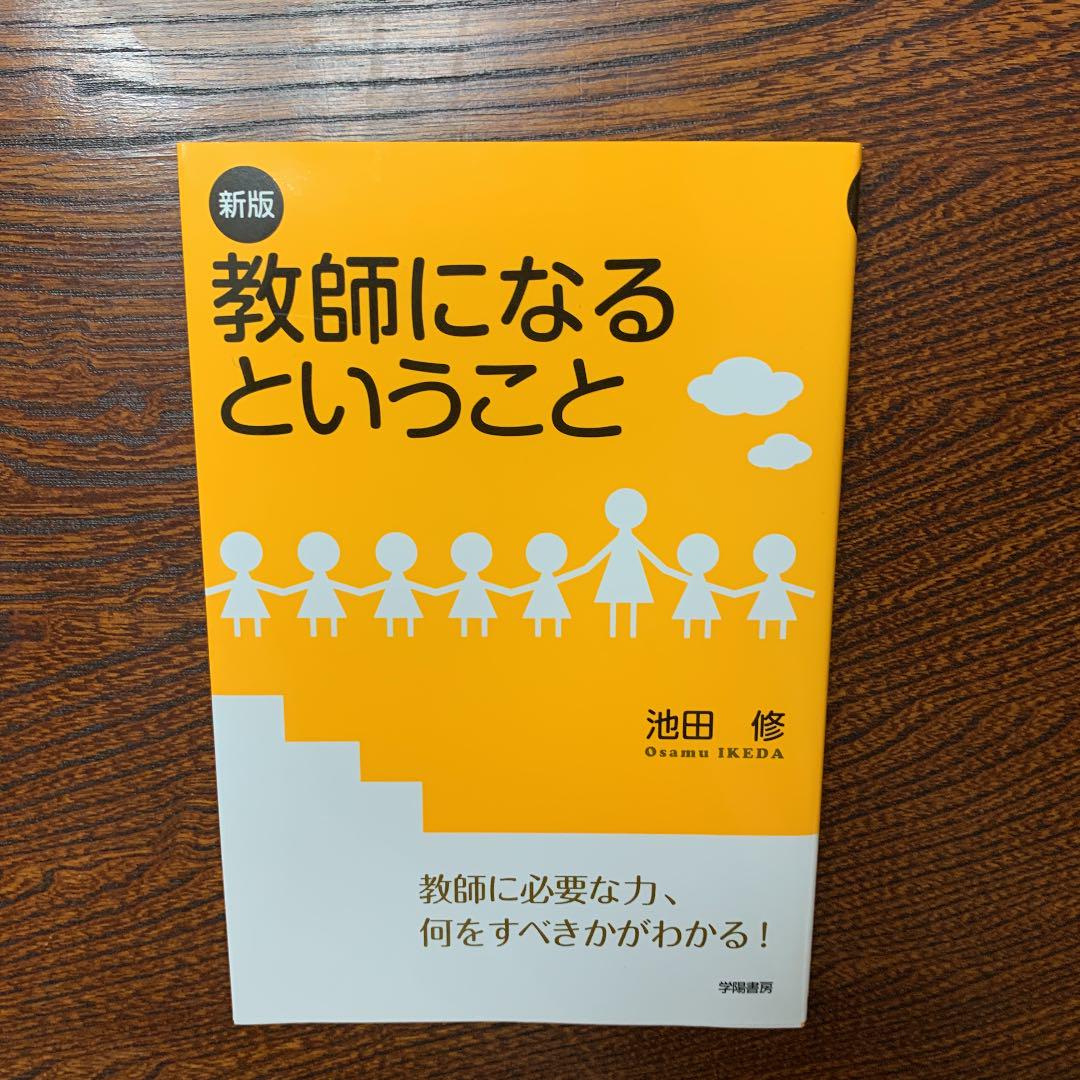 新版
教師になる
ということ
池田 修
Osamu IKEDA
教師に必要な力、
何をすべきかがわかる！
学陽書房